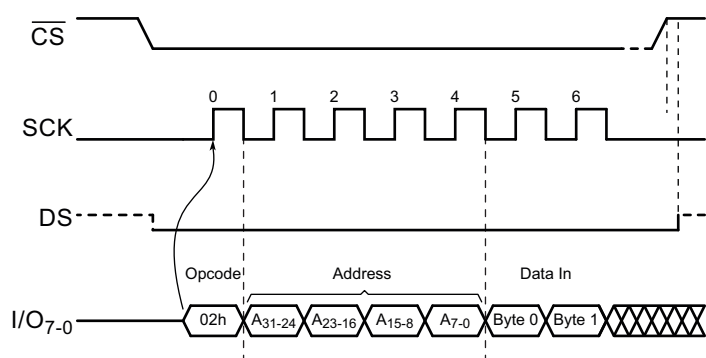 CS
0 1 2 3 4 5 6
SCK
DS
Opcode Address Data In
I/O7-0 02h A31-24 A23-16 A15-8 A7-0 Byte 0 Byte 1